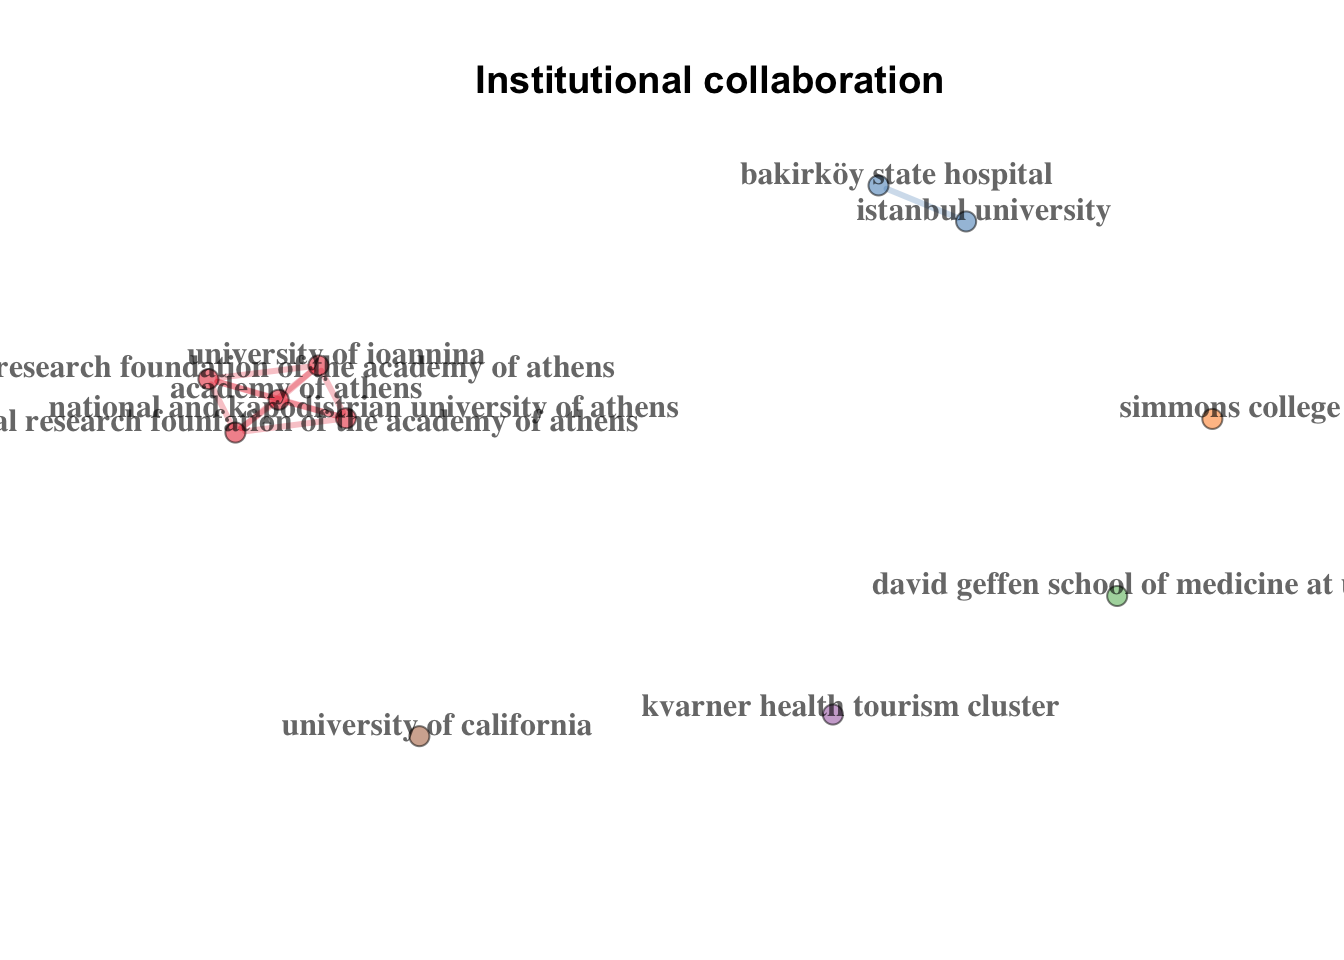 Institutional collaboration
bakirköy state hospital
istanbul university
university of ioannina
research foundation of the academy of athens
academy of athens
national and kapodistrian university of athens
al research founfation of the academy of athens
simmons college
david geffen school of medicine at
kvarner health tourism cluster
university of california